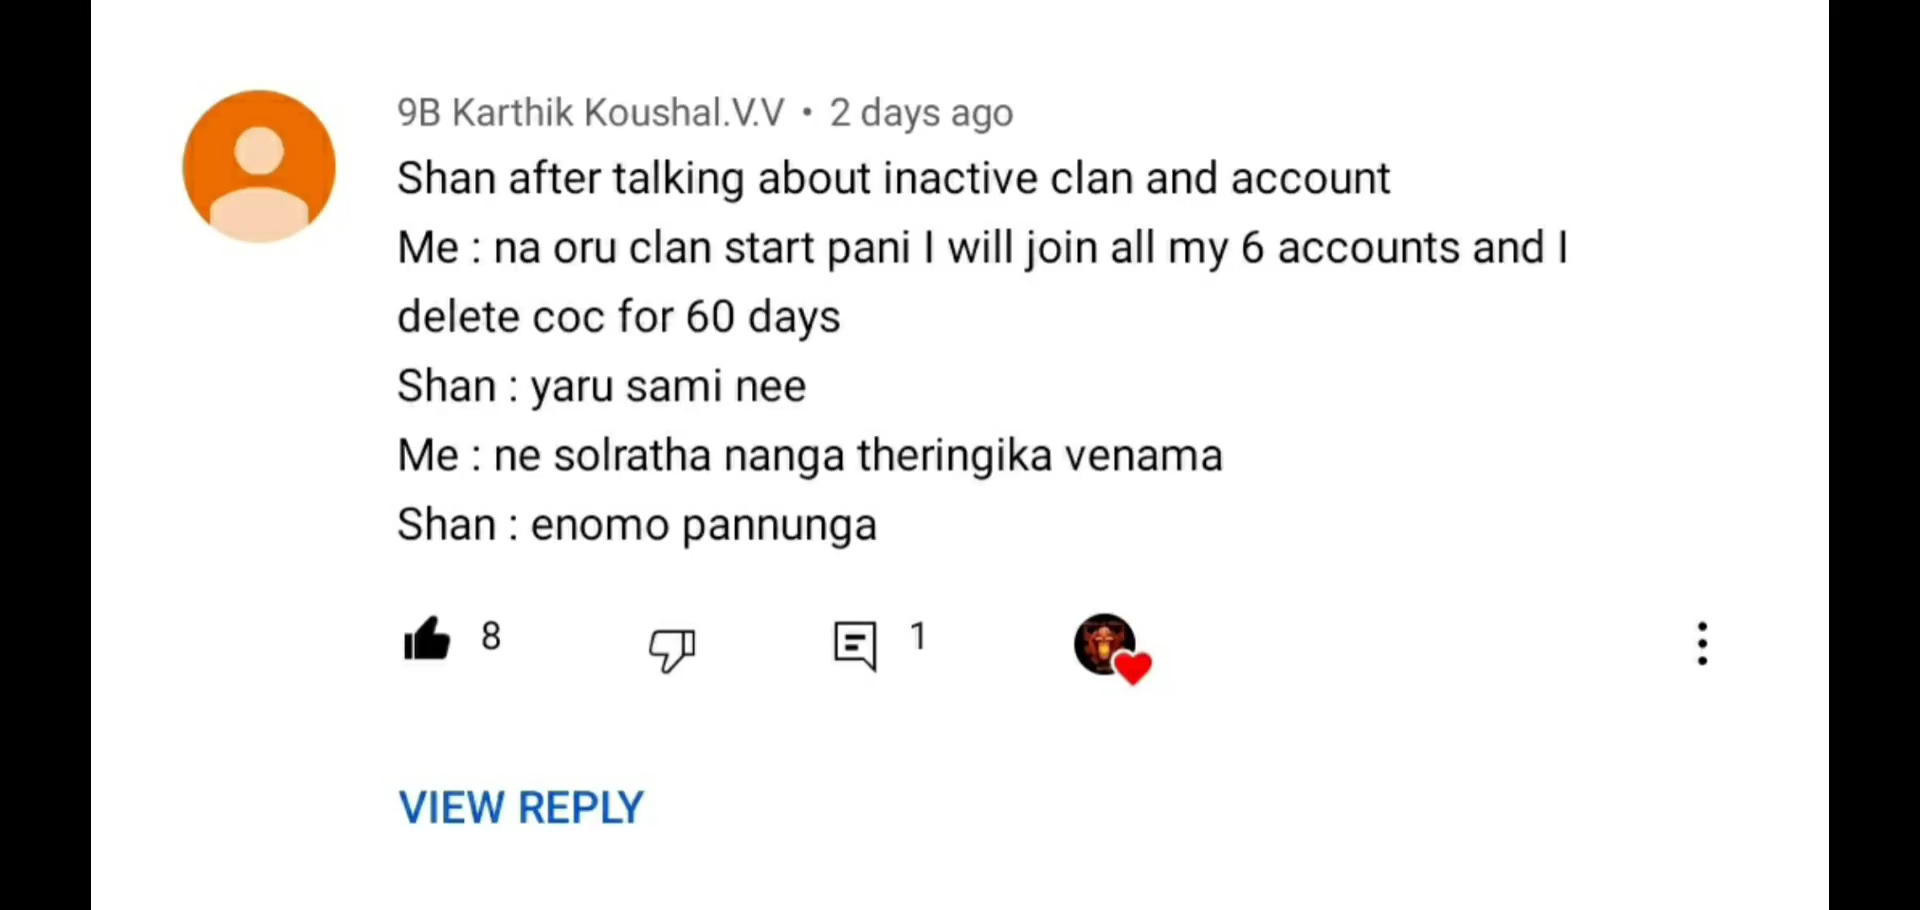 9B Karthik Koushal.V.V • 2 days ago
Shan after talking about inactive clan and account
Me : na oru clan start pani I will join all my 6 accounts and I
delete coc for 60 days
Shan : yaru sami nee
Me : ne solratha nanga theringika venama
Shan : enomo pannunga
8 1
VIEW REPLY